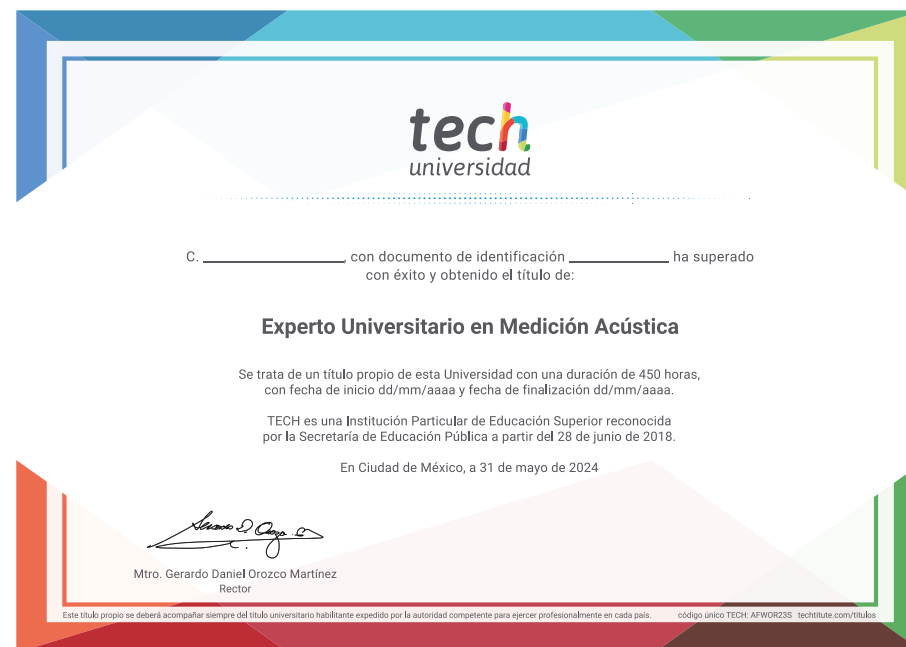 tech
universidad
C. ____________________, con documento de identificación ______________ ha superado
con éxito y obtenido el título de:
Experto Universitario en Medición Acústica
Se trata de un título propio de esta Universidad con una duración de 450 horas,
con fecha de inicio dd/mm/aaaa y fecha de finalización dd/mm/aaaa.
TECH es una Institución Particular de Educación Superior reconocida
por la Secretaría de Educación Pública a partir del 28 de junio de 2018.
En Ciudad de México, a 31 de mayo de 2024
Mtro. Gerardo Daniel Orozco Martínez
Rector
Este título propio se deberá acompañar siempre del título universitario habilitante expedido por la autoridad competente para ejercer profesionalmente en cada país. código único TECH: AFWOR23S techtitute.com/titulos